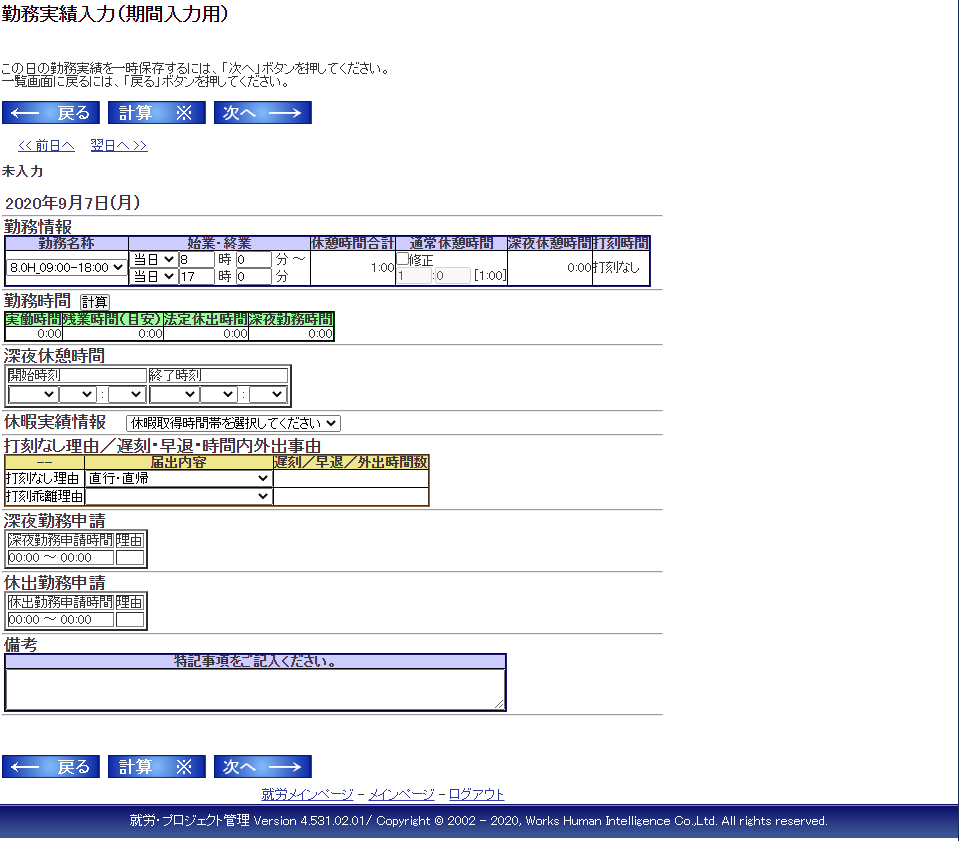 勤務実績入力(期間入力用)
この日の勤務実績を一時保存するには、「次へ」ボタンを押してください。
一覧画面に戻るには、「戻る」ボタンを押してください。
← 戻る 計算 ※ 次へ →
<< 前日へ 翌日へ >>
未入力
2020年9月7日(月)
勤務情報
勤務名称 始業・終業 休憩時間合計 通常休憩時間 深夜休憩時間 打刻時間
8.0H_09:00-18:00 当日 8 時 0 分 ~ 1:00 修正 0:00 打刻なし
当日 17 時 0 分 1 :0 [1:00]
勤務時間 計算
実働時間 残業時間(目安) 法定休出時間 深夜勤務時間
0:00 0:00 0:00 0:00
深夜休憩時間
開始時刻 終了時刻
: :
休暇実績情報 休暇取得時間帯を選択してください
打刻なし理由/遅刻・早退・時間内外出事由
-- 届出内容 遅刻/早退/外出時間数
打刻なし理由 直行・直帰
打刻乖離理由
深夜勤務申請
深夜勤務申請時間 理由
00:00 ~ 00:00
休出勤務申請
休出勤務申請時間 理由
00:00 ~ 00:00
備考
特記事項をご記入ください。
← 戻る 計算 ※ 次へ →
就労メインページ - メインページ - ログアウト
就労・プロジェクト管理 Version 4.531.02.01/ Copyright © 2002 - 2020, Works Human Intelligence Co.,Ltd. All rights reserved.